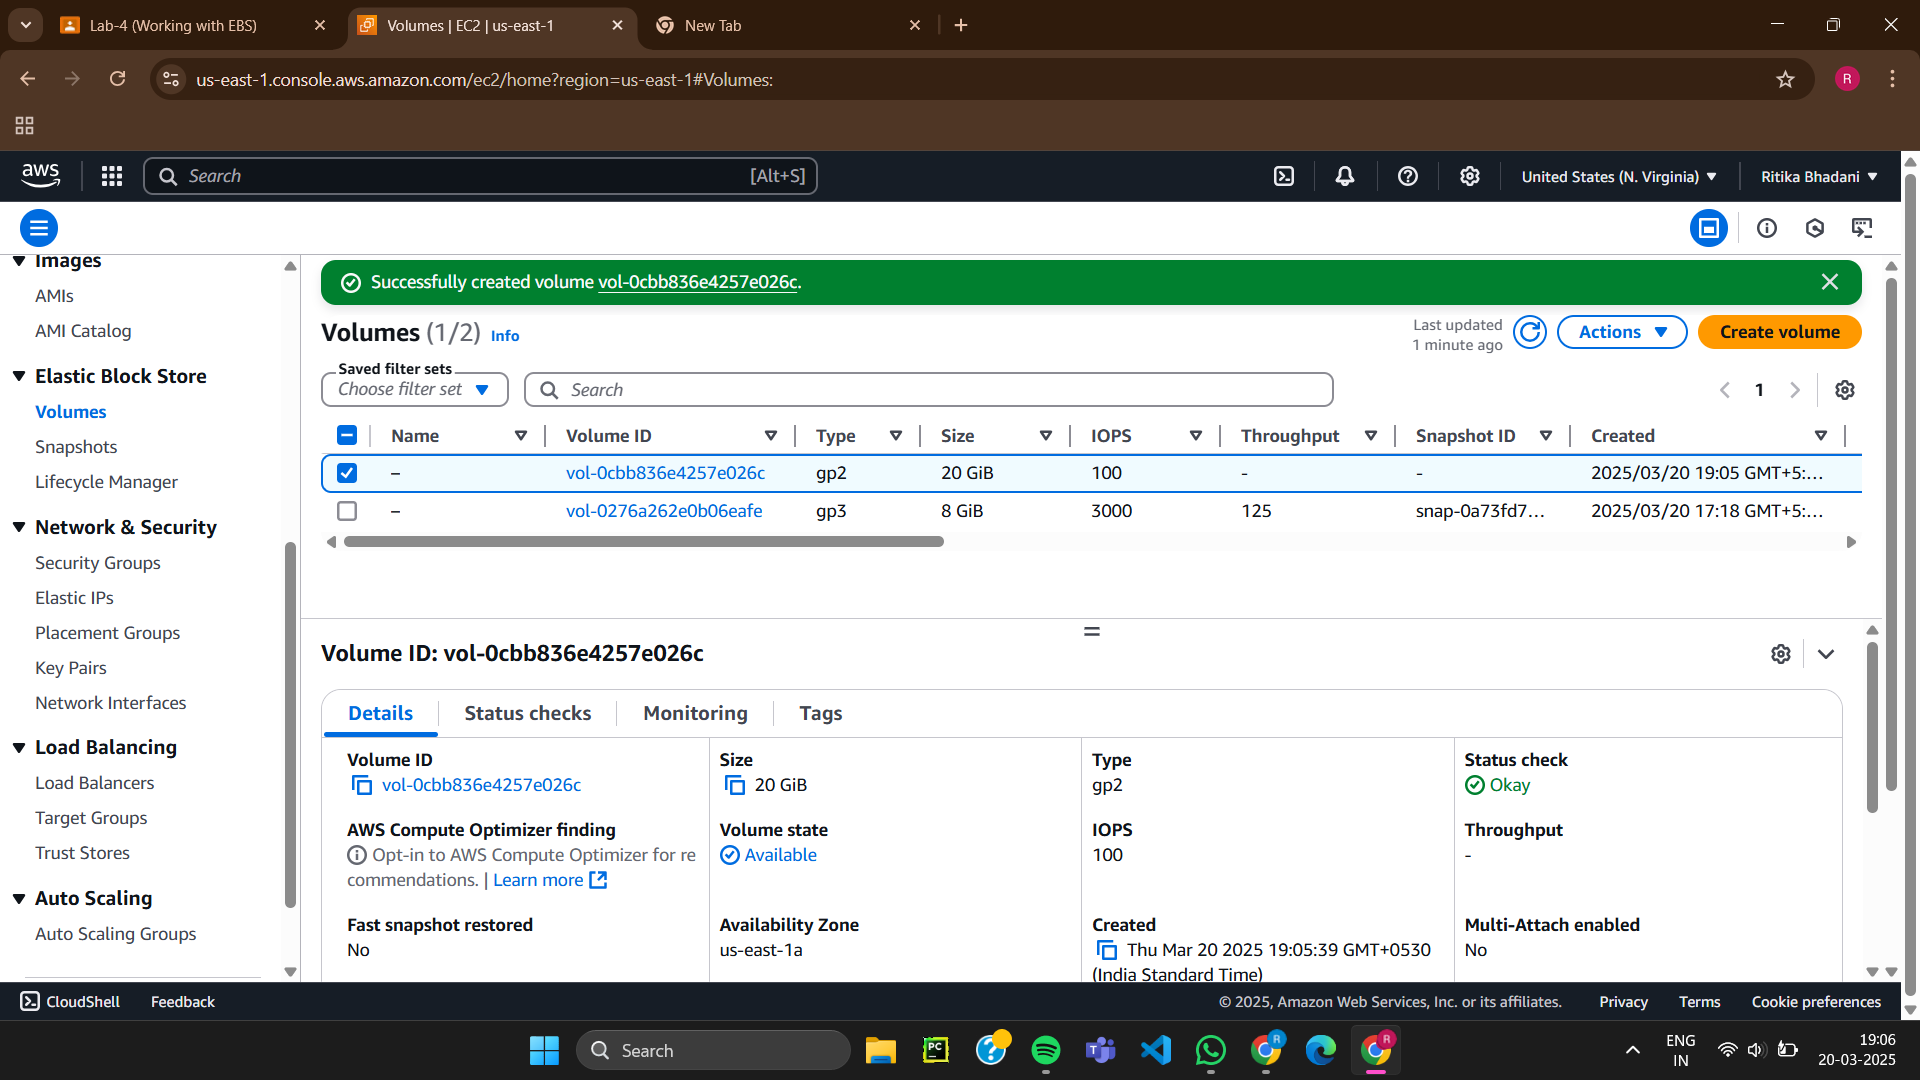 Lab-4 (Working with EBS)
Volumes | EC2 | us-east-1
New Tab
us-east-1.console.aws.amazon.com/ec2/home?region=us-east-1#Volumes:
R
aws
Search
[Alt+S]
United States (N. Virginia)
Ritika Bhadani
Images
AMIs
AMI Catalog
Elastic Block Store
Volumes
Snapshots
Lifecycle Manager
Network & Security
Security Groups
Elastic IPs
Placement Groups
Key Pairs
Network Interfaces
Load Balancing
Load Balancers
Target Groups
Trust Stores
Auto Scaling
Auto Scaling Groups
Successfully created volume vol-0cbb836e4257e026c.
Volumes (1/2) Info
Last updated
1 minute ago
Actions
Create volume
Saved filter sets
Choose filter set
Search
1
Name Volume ID Type Size IOPS Throughput Snapshot ID Created
– vol-0cbb836e4257e026c gp2 20 GiB 100 - - 2025/03/20 19:05 GMT+5:...
– vol-0276a262e0b06eafe gp3 8 GiB 3000 125 snap-0a73fd7... 2025/03/20 17:18 GMT+5:...
Volume ID: vol-0cbb836e4257e026c
Details Status checks Monitoring Tags
Volume ID
vol-0cbb836e4257e026c
Size
20 GiB
Type
gp2
Status check
Okay
AWS Compute Optimizer finding
Opt-in to AWS Compute Optimizer for re
commendations. | Learn more
Volume state
Available
IOPS
100
Throughput
-
Fast snapshot restored
No
Availability Zone
us-east-1a
Created
Thu Mar 20 2025 19:05:39 GMT+0530
(India Standard Time)
Multi-Attach enabled
No
CloudShell Feedback
© 2025, Amazon Web Services, Inc. or its affiliates. Privacy Terms Cookie preferences
Search
PC
R
R
ENG
IN
19:06
20-03-2025